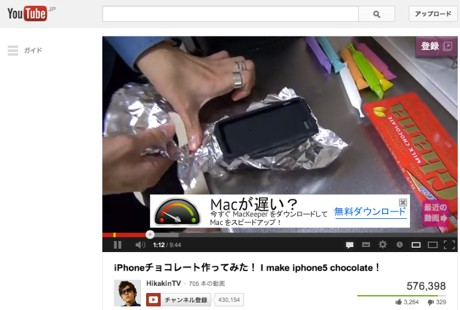 YouTube JP
アップロード
ガイド
登録
Ghana
MILK CHOCOLATE
Macが遅い?
今すぐ MacKeeper をダウンロードして
Mac をスピードアップ!
無料ダウンロード
最近の
動画
1:12 / 9:44
iPhoneチョコレート作ってみた! I make iphone5 chocolate!
HikakinTV · 705 本の動画
チャンネル登録 430,154
576,398
3,264